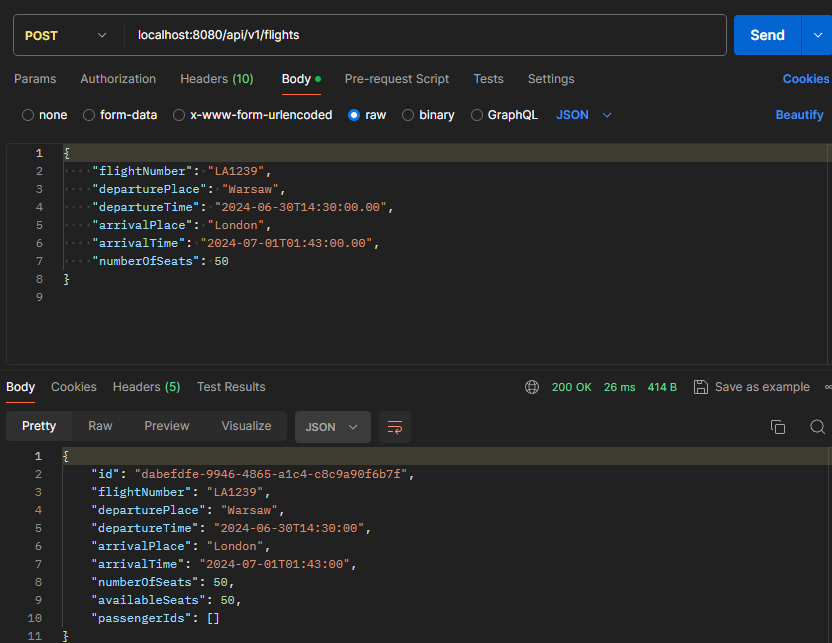 POST localhost:8080/api/v1/flights Send
Params Authorization Headers (10) Body Pre-request Script Tests Settings Cookies
none form-data x-www-form-urlencoded raw binary GraphQL JSON Beautify
1 {
2 "flightNumber": "LA1239",
3 "departurePlace": "Warsaw",
4 "departureTime": "2024-06-30T14:30:00.00",
5 "arrivalPlace": "London",
6 "arrivalTime": "2024-07-01T01:43:00.00",
7 "numberOfSeats": 50
8 }
9
Body Cookies Headers (5) Test Results 200 OK 26 ms 414 B Save as example
Pretty Raw Preview Visualize JSON
1 {
2 "id": "dabefdfe-9946-4865-a1c4-c8c9a90f6b7f",
3 "flightNumber": "LA1239",
4 "departurePlace": "Warsaw",
5 "departureTime": "2024-06-30T14:30:00",
6 "arrivalPlace": "London",
7 "arrivalTime": "2024-07-01T01:43:00",
8 "numberOfSeats": 50,
9 "availableSeats": 50,
10 "passengerIds": []
11 }